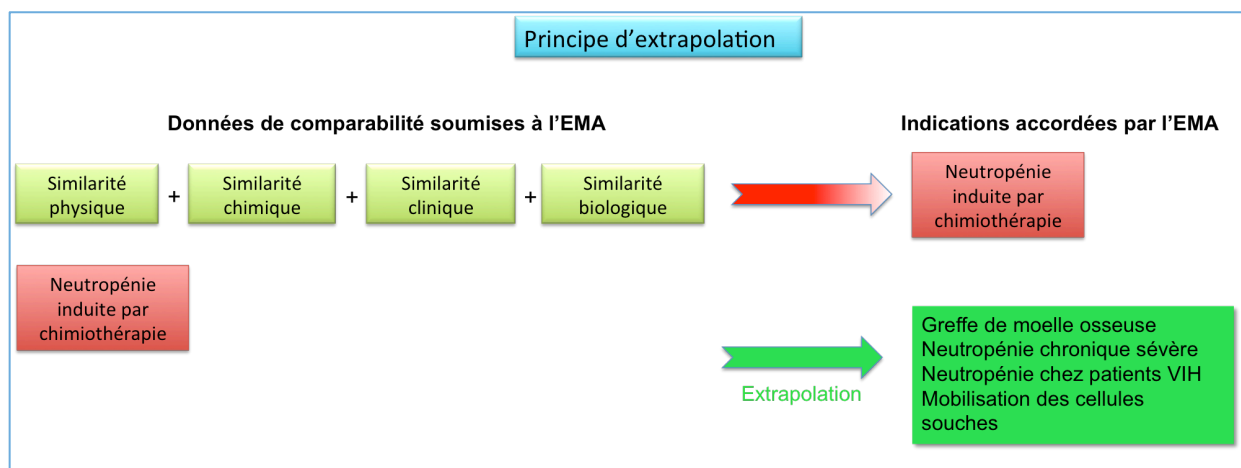 Principe d'extrapolation
Données de comparabilité soumises à l'EMA
Indications accordées par l'EMA
Similarité
physique
+
Similarité
chimique
+
Similarité
clinique
+
Similarité
biologique
Neutropénie
induite par
chimiothérapie
Neutropénie
induite par
chimiothérapie
Extrapolation
Greffe de moelle osseuse
Neutropénie chronique sévère
Neutropénie chez patients VIH
Mobilisation des cellules
souches